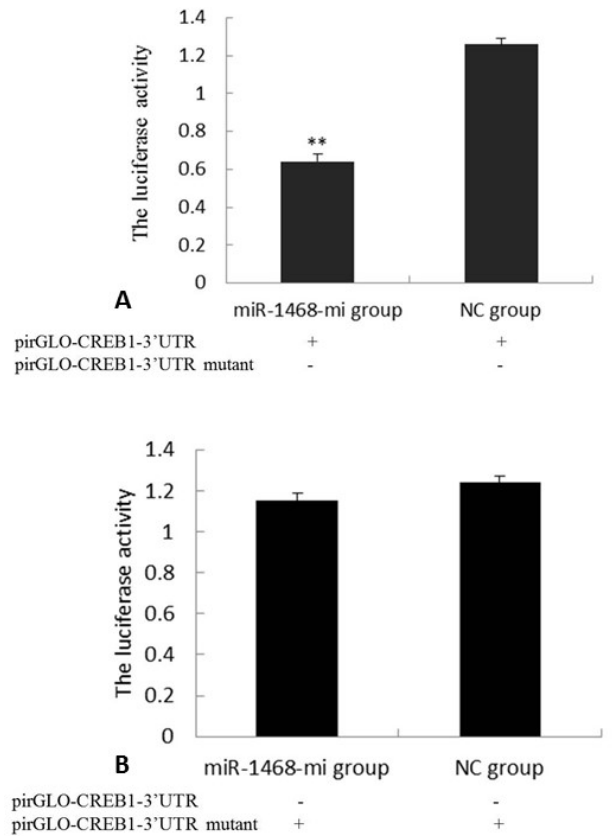 1.4
1.2
1
0.8
0.6
0.4
0.2
0
The luciferase activity
**
A
miR-1468-mi group NC group
pirGLO-CREB1-3'UTR + +
pirGLO-CREB1-3'UTR mutant - -
1.4
1.2
1
0.8
0.6
0.4
0.2
0
The luciferase activity
B
miR-1468-mi group NC group
pirGLO-CREB1-3'UTR - -
pirGLO-CREB1-3'UTR mutant + +